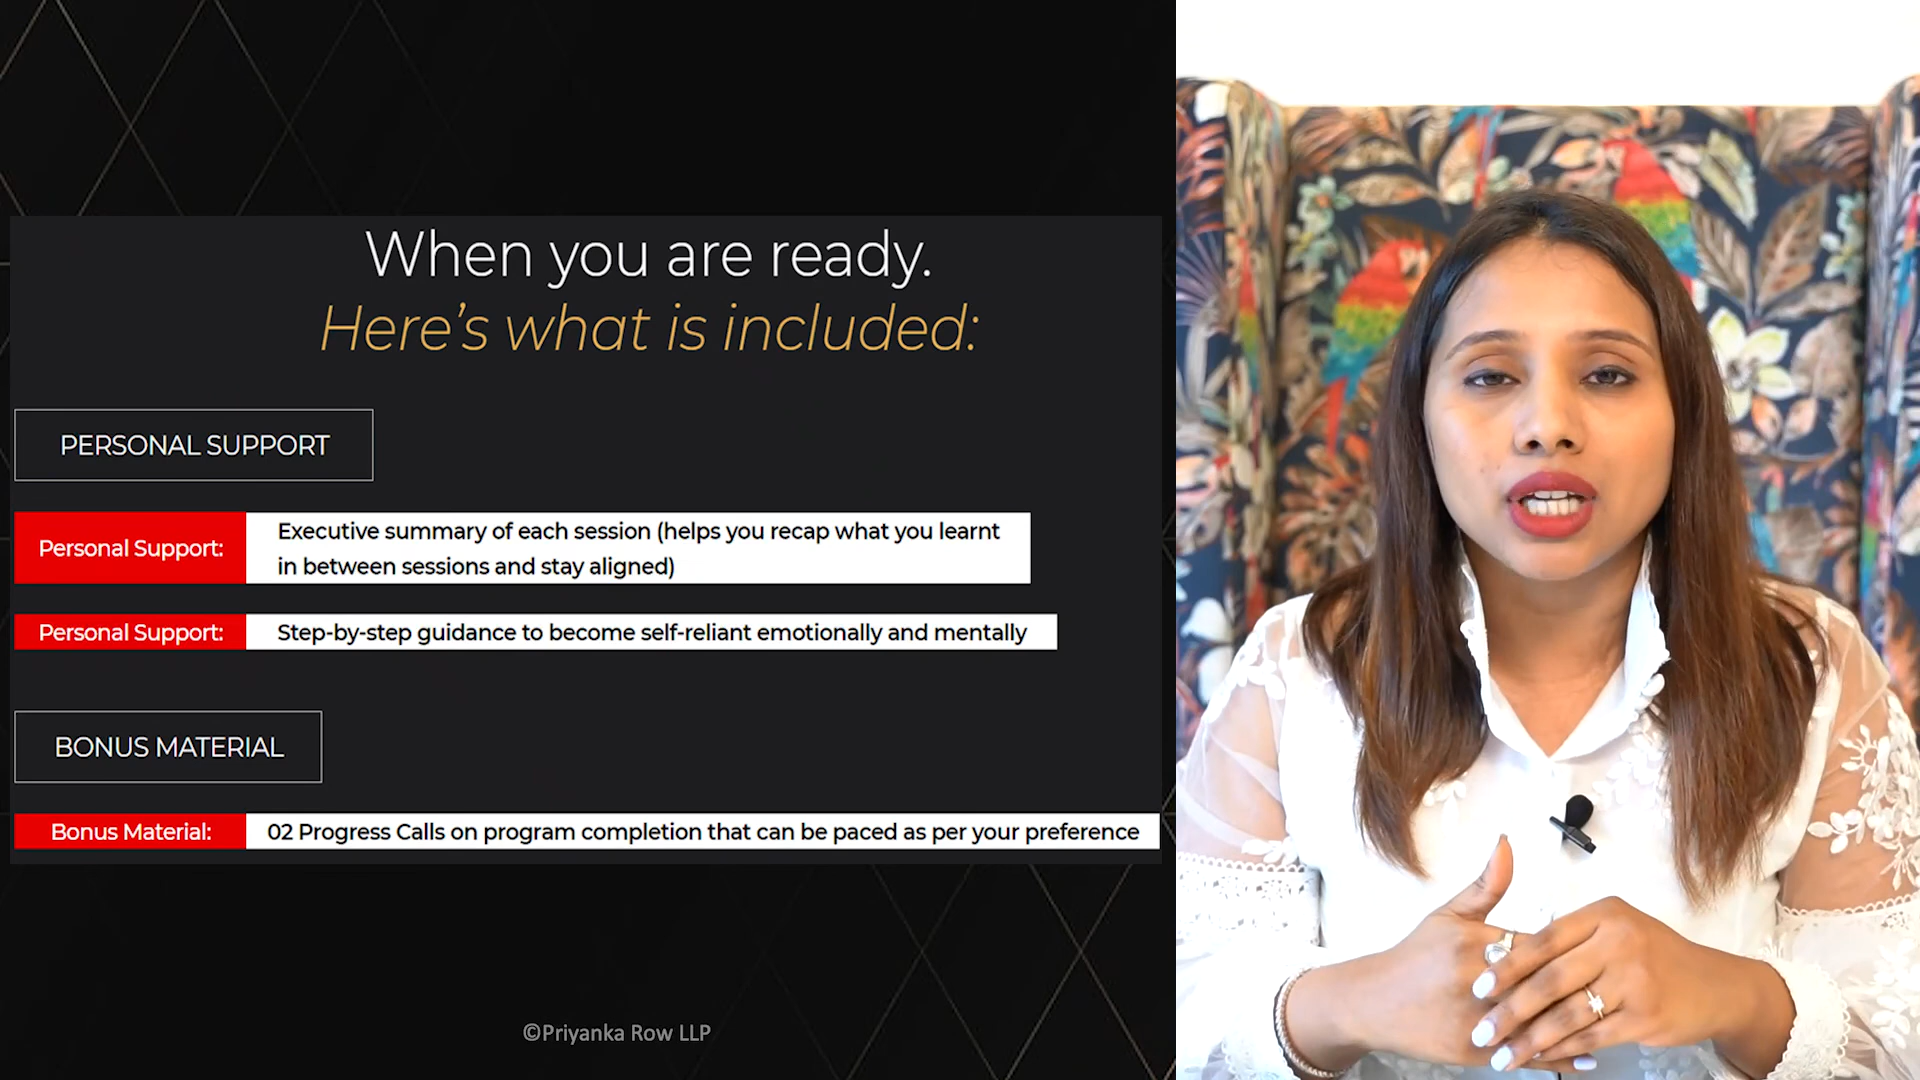 When you are ready.
Here's what is included:
PERSONAL SUPPORT
Personal Support:
Executive summary of each session (helps you recap what you learnt
in between sessions and stay aligned)
Personal Support:
Step-by-step guidance to become self-reliant emotionally and mentally
BONUS MATERIAL
Bonus Material:
02 Progress Calls on program completion that can be paced as per your preference
©Priyanka Row LLP